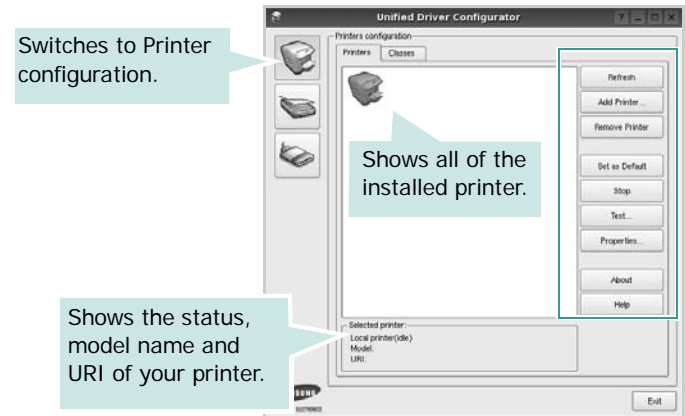 Unified Driver Configurator
Switches to Printer
configuration.
Printers configuration
Printers
Classes
Refresh
Add Printer...
Remove Printer
Set as Default
Stop
Test...
Properties...
About
Help
Shows all of the
installed printer.
Shows the status,
model name and
URI of your printer.
Selected printer:
Local printer(idle)
Model:
URI:
ELECTRONICS
Exit